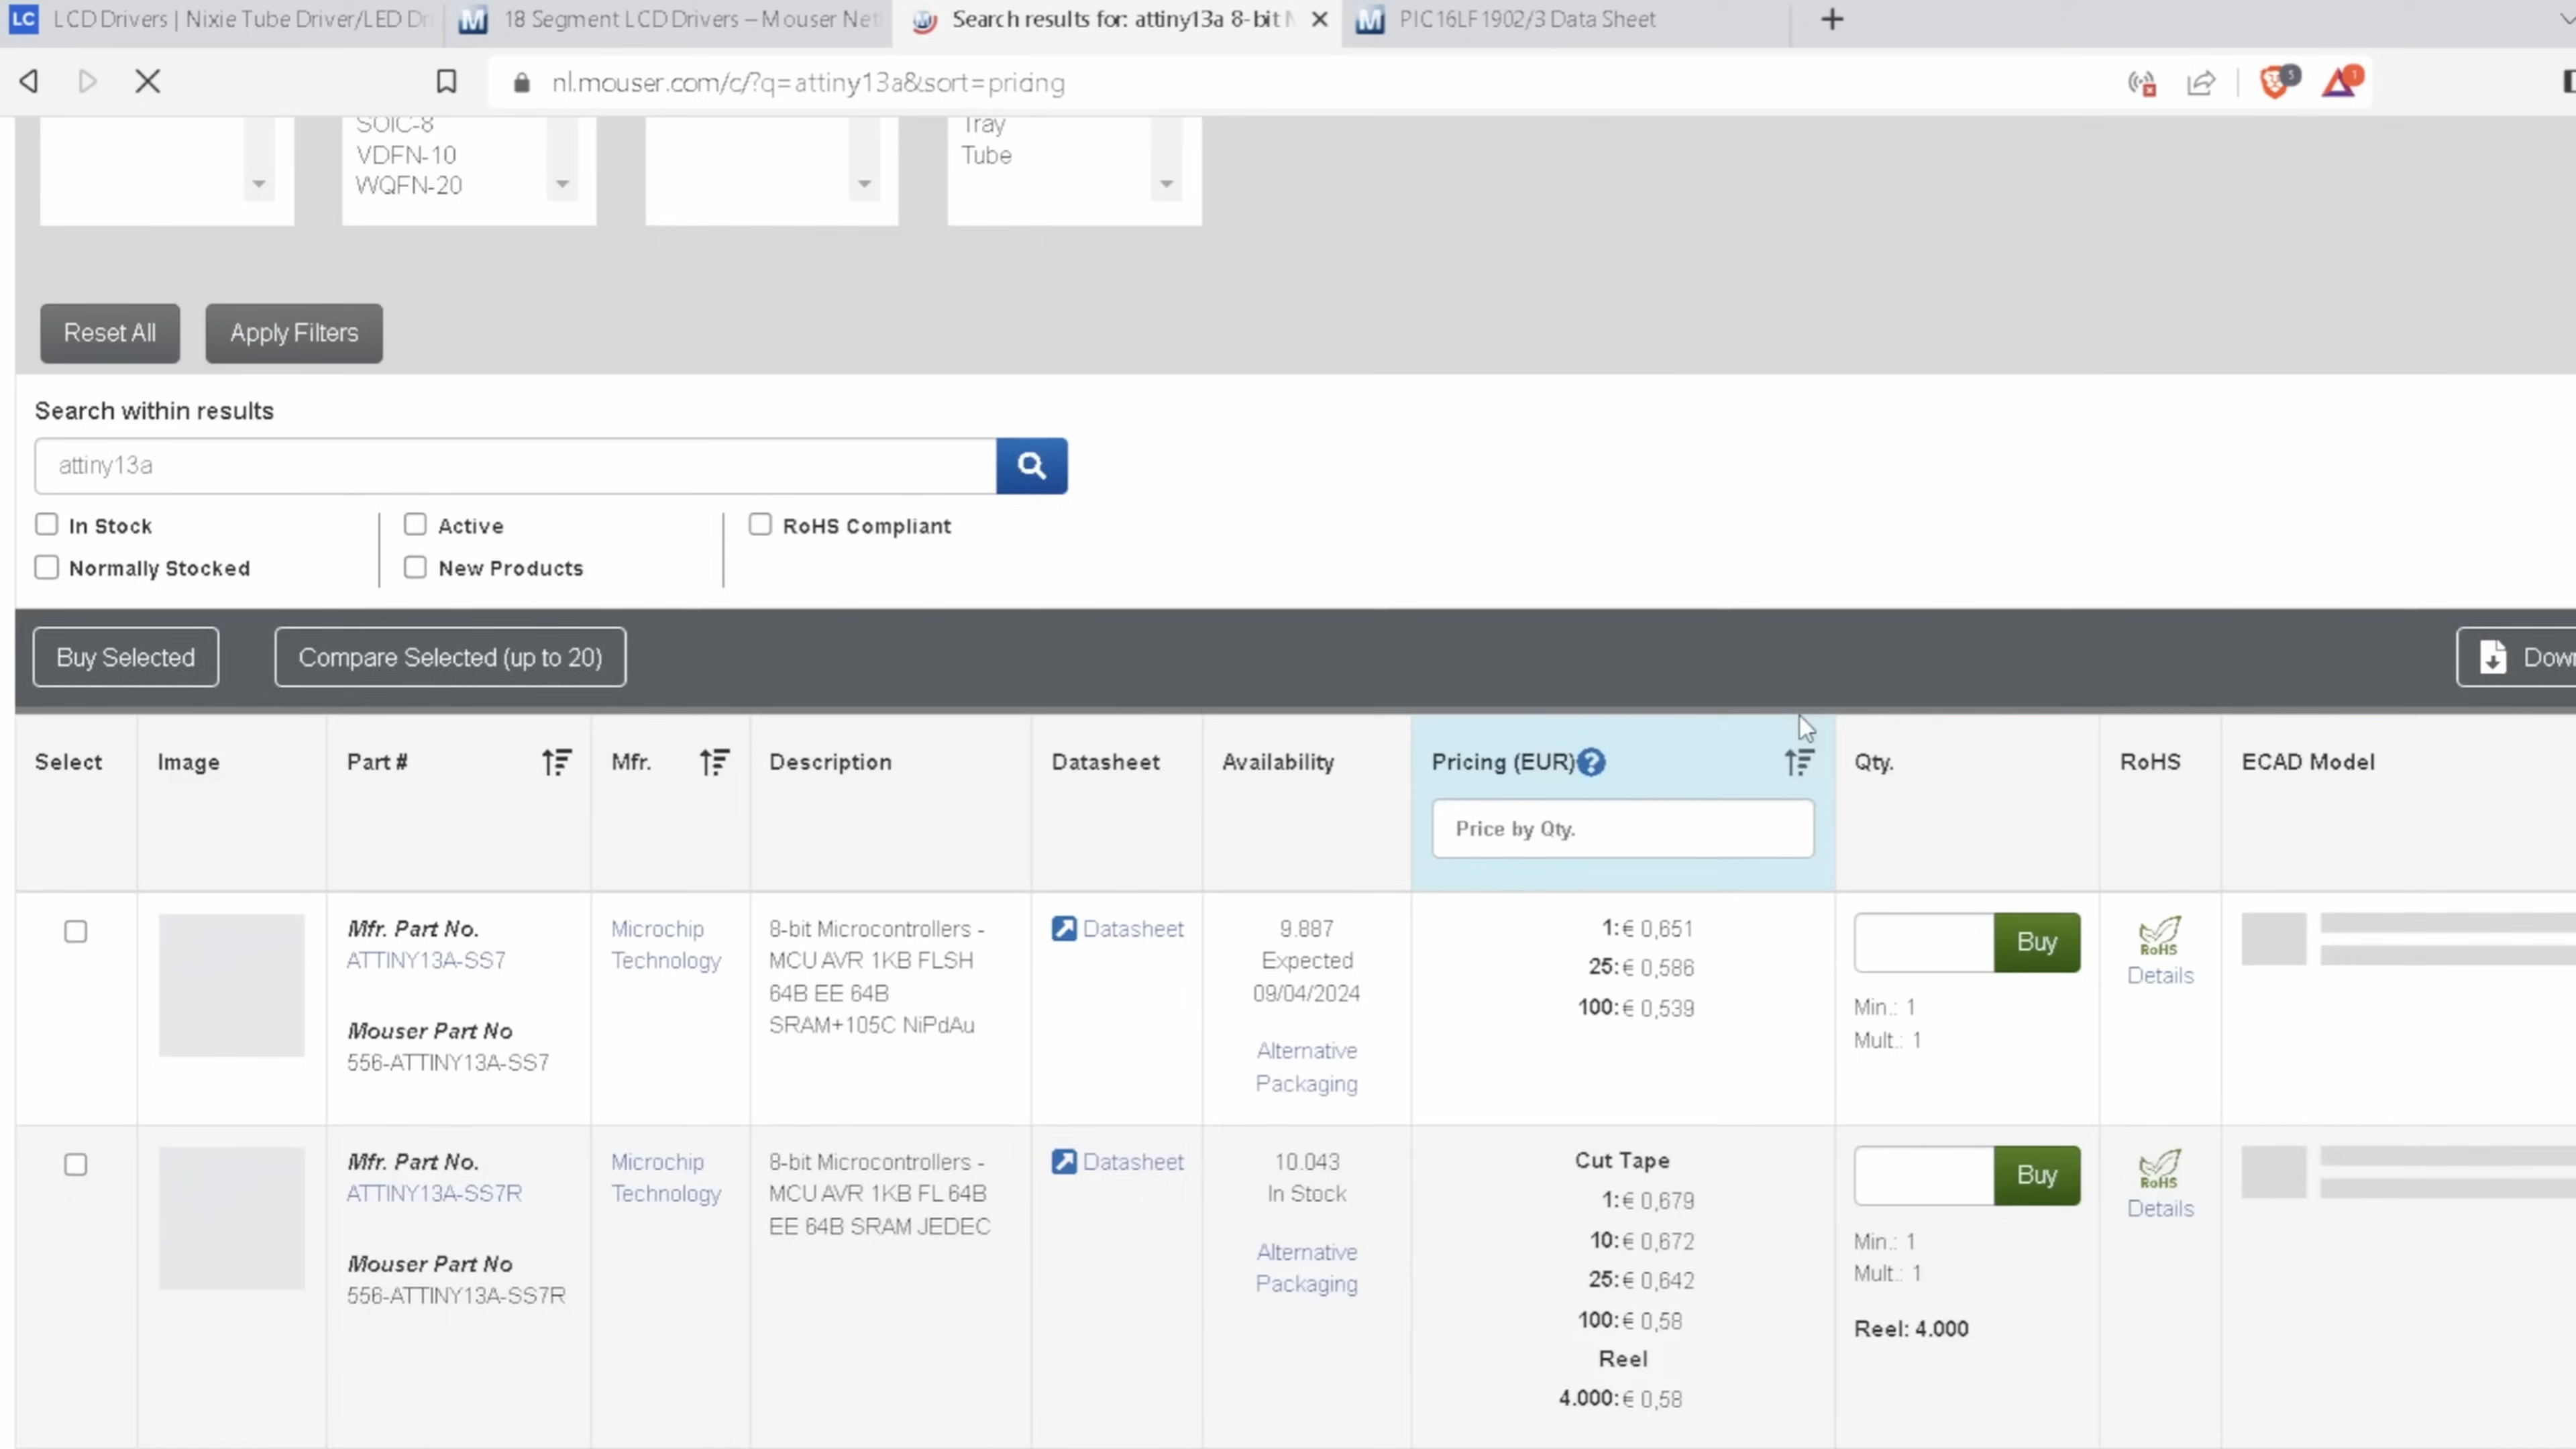 LC LCD Drivers | Nixie Tube Driver/LED Dr
M 18 Segment LCD Drivers – Mouser Net
Search results for: attiny13a 8-bit M
M PIC16LF1902/3 Data Sheet
nl.mouser.com/c/?q=attiny13a&sort=pricing
5
1
SOIC-8
VDFN-10
WQFN-20
Tray
Tube
Reset All
Apply Filters
Search within results
attiny13a
In Stock
Active
RoHS Compliant
Normally Stocked
New Products
Buy Selected
Compare Selected (up to 20)
Down
Select
Image
Part #
Mfr.
Description
Datasheet
Availability
Pricing (EUR)?
Qty.
RoHS
ECAD Model
Price by Qty.
Mfr. Part No.
ATTINY13A-SS7
Mouser Part No
556-ATTINY13A-SS7
Microchip
Technology
8-bit Microcontrollers -
MCU AVR 1KB FLSH
64B EE 64B
SRAM+105C NiPdAu
Datasheet
9.887
Expected
09/04/2024
Alternative
Packaging
1: € 0,651
25: € 0,586
100: € 0,539
Buy
Min.: 1
Mult.: 1
RoHS
Details
Mfr. Part No.
ATTINY13A-SS7R
Mouser Part No
556-ATTINY13A-SS7R
Microchip
Technology
8-bit Microcontrollers -
MCU AVR 1KB FL 64B
EE 64B SRAM JEDEC
Datasheet
10.043
In Stock
Alternative
Packaging
Cut Tape
1: € 0,679
10: € 0,672
25: € 0,642
100: € 0,58
Reel
4.000: € 0,58
Buy
Min.: 1
Mult.: 1
Reel: 4.000
RoHS
Details